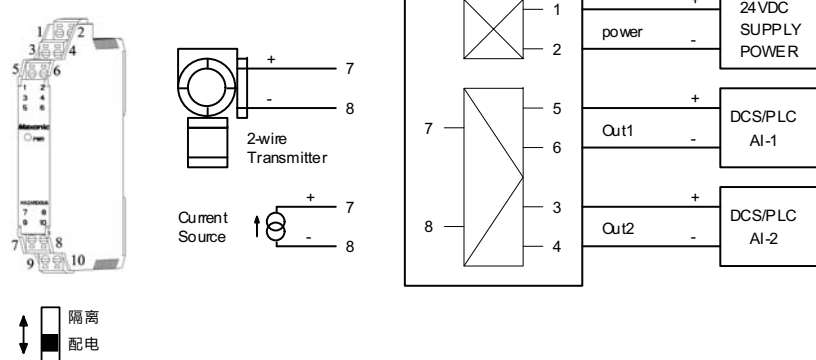 1 2
3 4
5 6
1 2
3 4
5 6
Masonic
PWR
HAZARDOUS
7 8
9 10
7 8
9 10
+ 7
- 8
2-wire
Transmitter
Current
Source
+ 7
- 8
1
2
power
+
-
24VDC
SUPPLY
POWER
7
8
5
6
Out1
+
-
DCS/PLC
AI-1
3
4
Out2
+
-
DCS/PLC
AI-2
隔离
配电